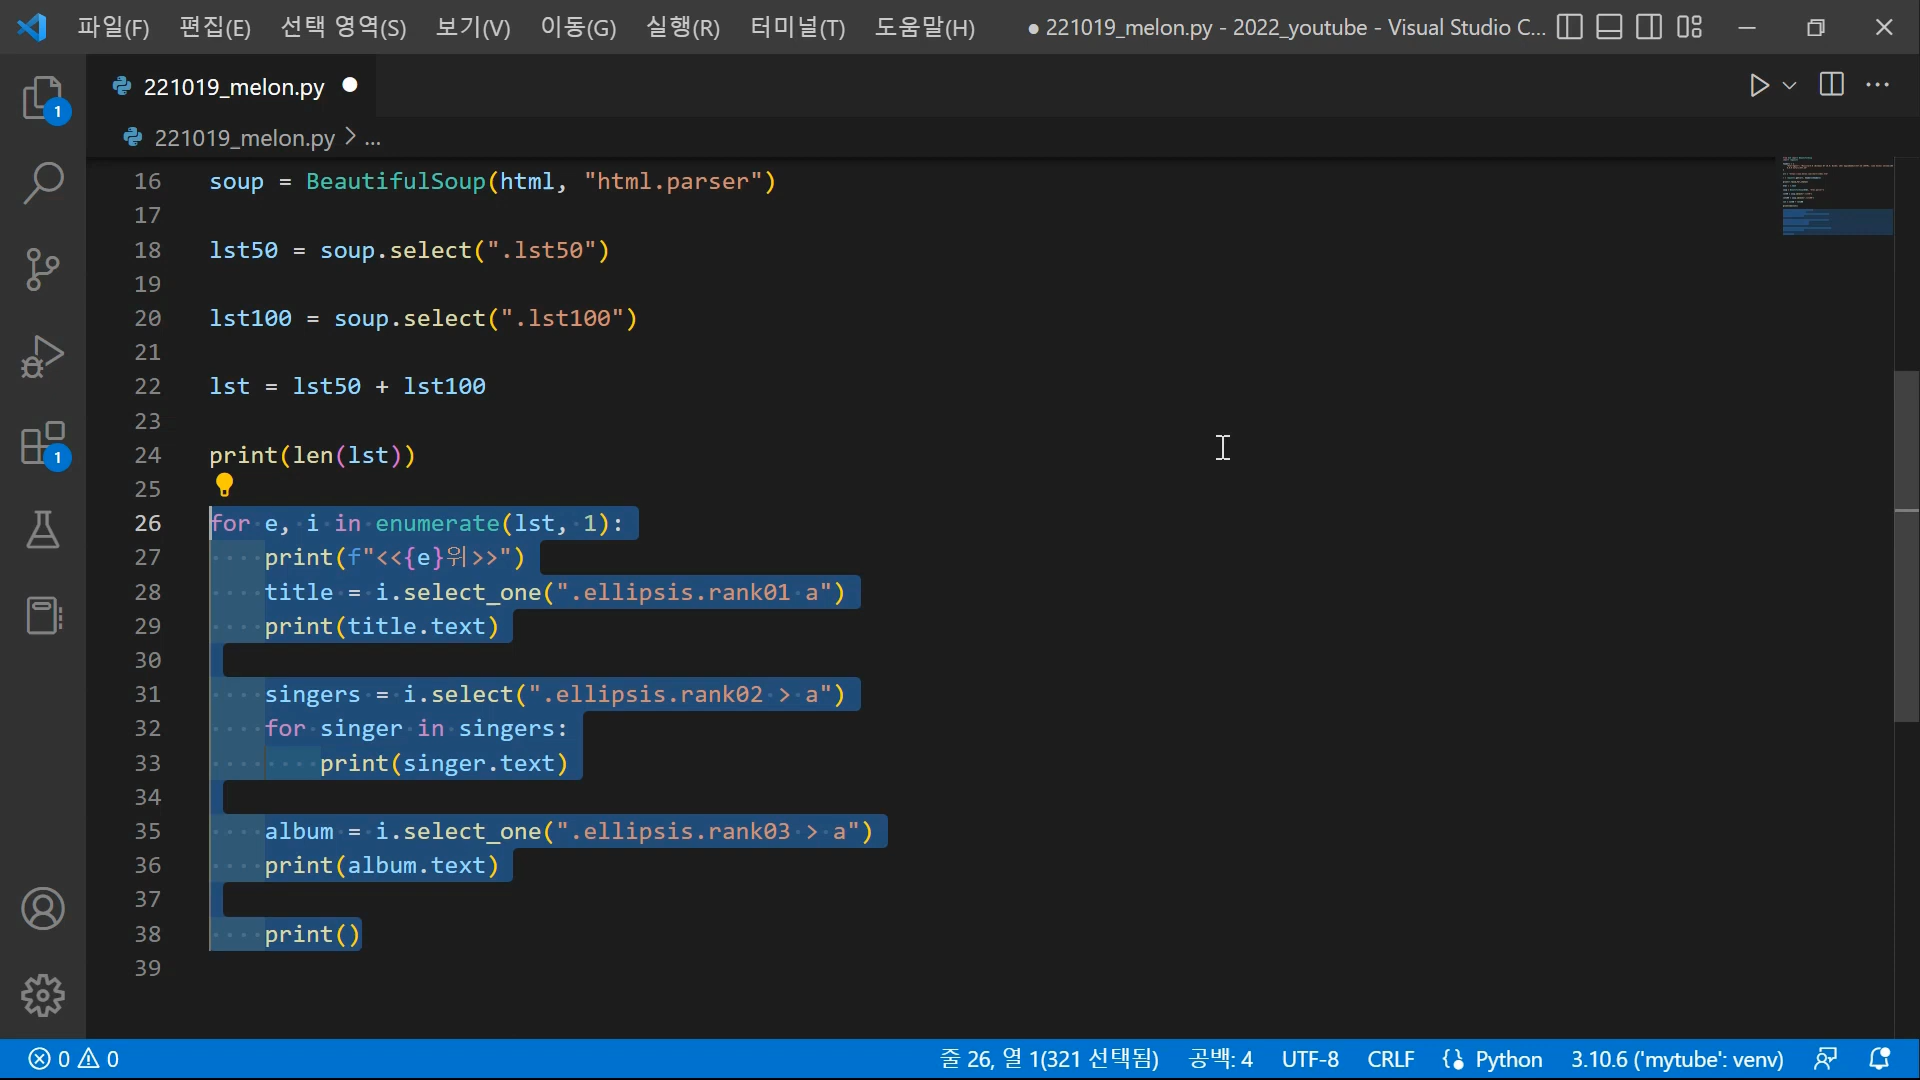 파일(F) 편집(E) 선택 영역(S) 보기(V) 이동(G) 실행(R) 터미널(T) 도움말(H) ● 221019_melon.py - 2022_youtube - Visual Studio C...
221019_melon.py ●
221019_melon.py > ...
1
16 soup = BeautifulSoup(html, "html.parser")
17
18 lst50 = soup.select(".lst50")
19
20 lst100 = soup.select(".lst100")
21
22 lst = lst50 + lst100
23
1
24 print(len(lst))
25
26 for e, i in enumerate(lst, 1):
27 print(f"<<{e}위>>")
28 title = i.select_one(".ellipsis.rank01 a")
29 print(title.text)
30
31 singers = i.select(".ellipsis.rank02 > a")
32 for singer in singers:
33 print(singer.text)
34
35 album = i.select_one(".ellipsis.rank03 > a")
36 print(album.text)
37
38 print()
39
0 0 줄 26, 열 1(321 선택됨) 공백: 4 UTF-8 CRLF Python 3.10.6 ('mytube': venv)